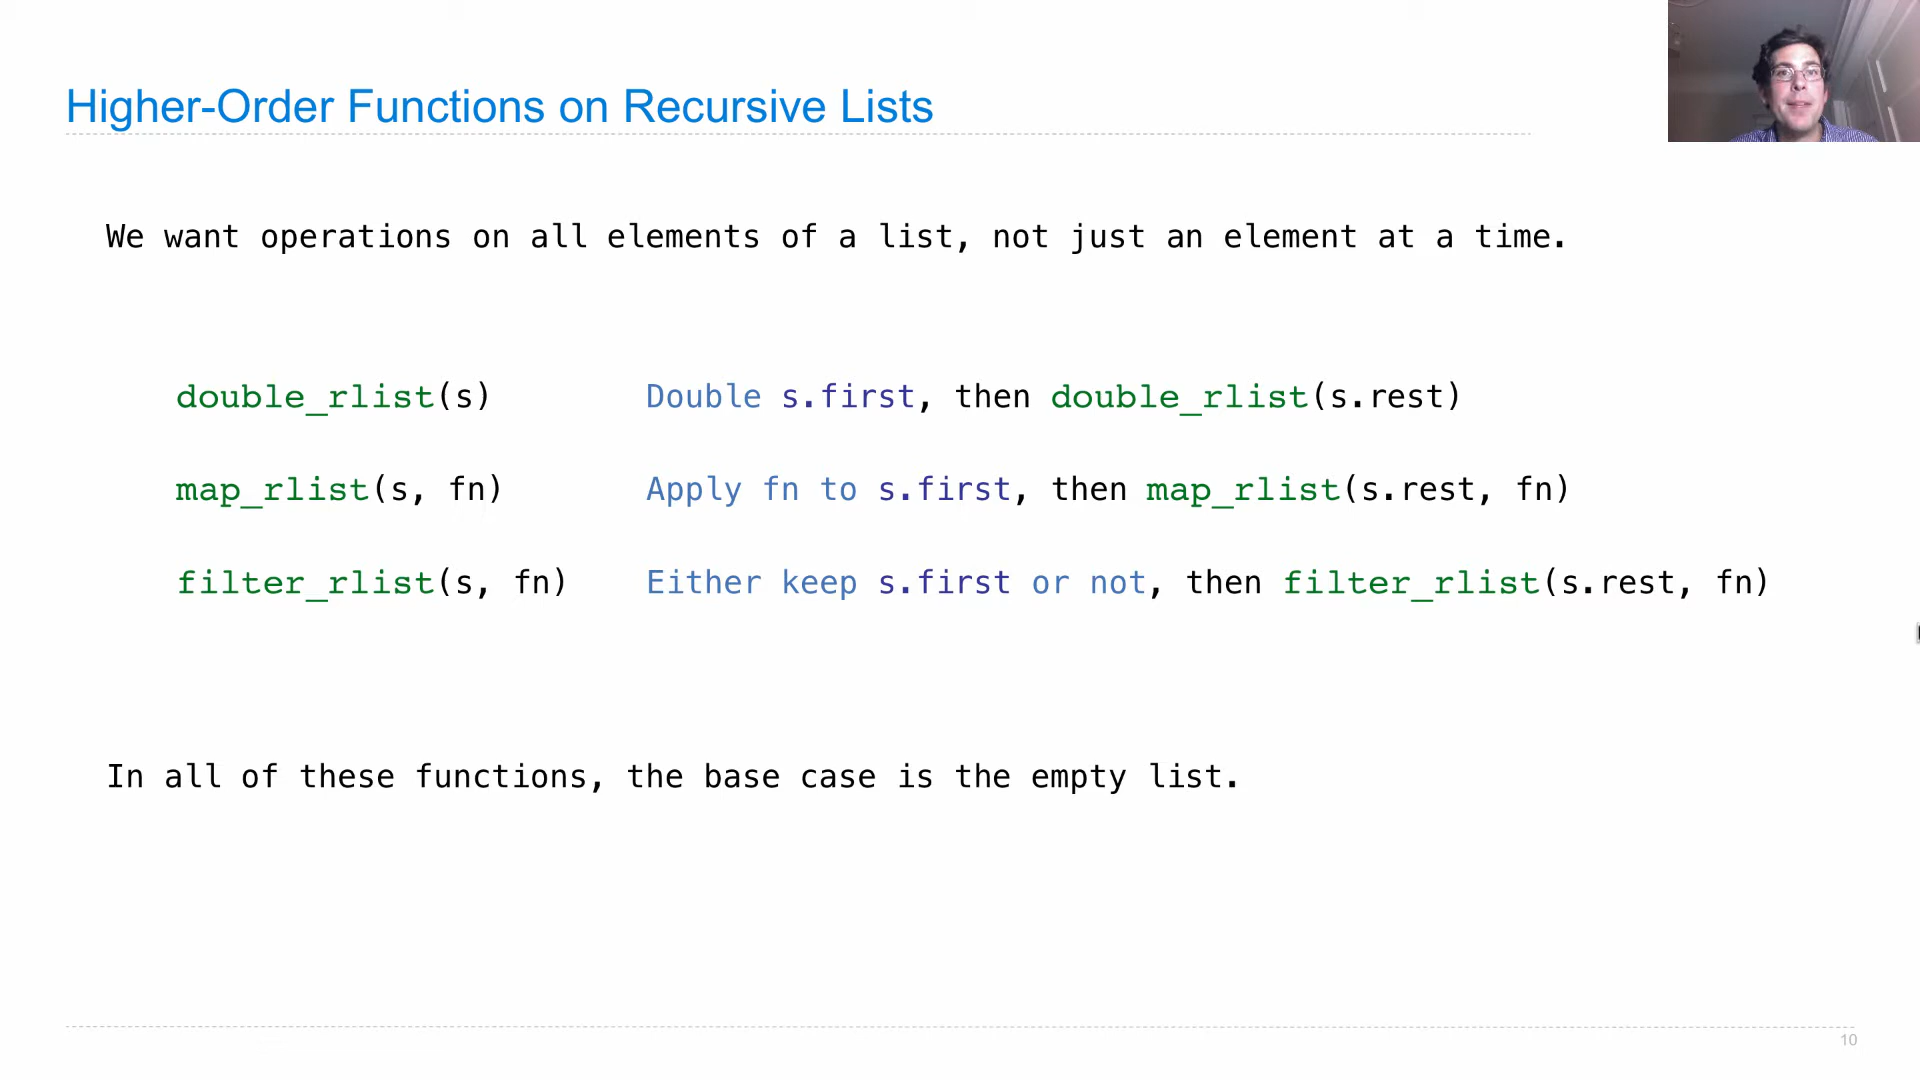 Higher-Order Functions on Recursive Lists
We want operations on all elements of a list, not just an element at a time.
double_rlist(s) Double s.first, then double_rlist(s.rest)
map_rlist(s, fn) Apply fn to s.first, then map_rlist(s.rest, fn)
filter_rlist(s, fn) Either keep s.first or not, then filter_rlist(s.rest, fn)
In all of these functions, the base case is the empty list.
10